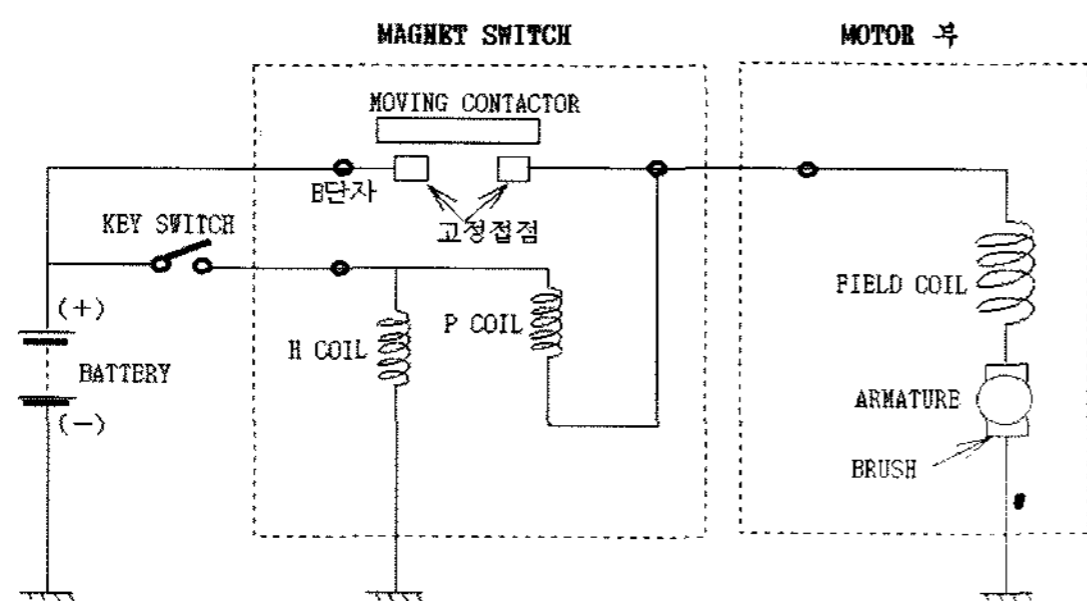 MAGNET SWITCH
MOTOR 부
MOVING CONTACTOR
B단자
고정접점
KEY SWITCH
(+)
BATTERY
(-)
H COIL
P COIL
FIELD COIL
ARMATURE
BRUSH